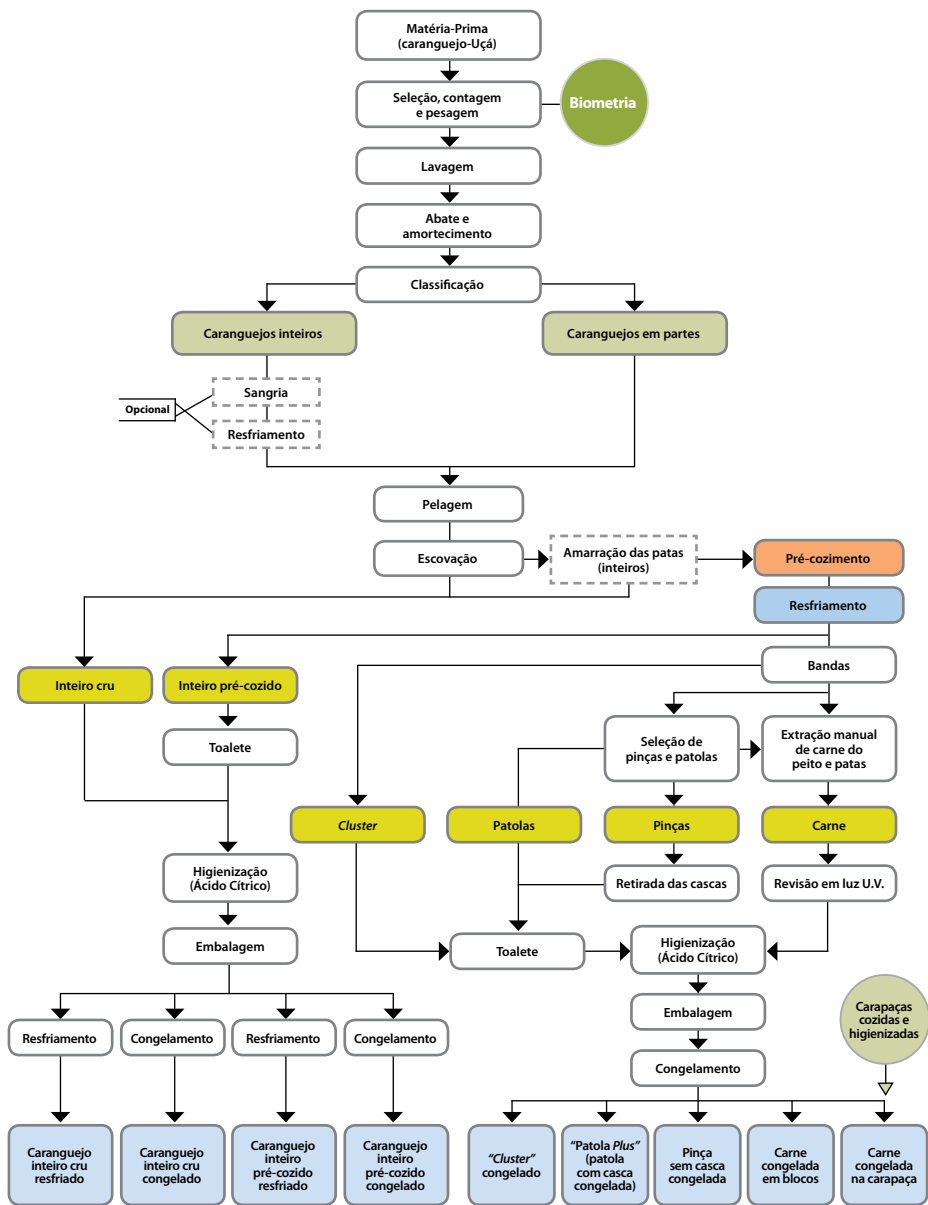 Matéria-Prima
(caranguejo-Uçá)
Seleção, contagem
e pesagem
Biometria
Lavagem
Abate e
amortecimento
Classificação
Caranguejos inteiros
Caranguejos em partes
Sangria
Opcional
Resfriamento
Pelagem
Escovação
Amarração das patas
(inteiros)
Pré-cozimento
Resfriamento
Bandas
Inteiro cru
Inteiro pré-cozido
Toalete
Seleção de
pinças e patolas
Extração manual
de carne do
peito e patas
Cluster
Patolas
Pinças
Carne
Higienização
(Ácido Cítrico)
Retirada das cascas
Revisão em luz U.V.
Embalagem
Toalete
Higienização
(Ácido Cítrico)
Embalagem
Carapaças
cozidas e
higienizadas
Resfriamento
Congelamento
Resfriamento
Congelamento
Congelamento
Caranguejo
inteiro cru
resfriado
Caranguejo
inteiro cru
congelado
Caranguejo
inteiro
pré-cozido
resfriado
Caranguejo
inteiro
pré-cozido
congelado
"Cluster"
congelado
"Patola Plus"
(patola
com casca
congelada)
Pinça
sem casca
congelada
Carne
congelada
em blocos
Carne
congelada
na carapaça